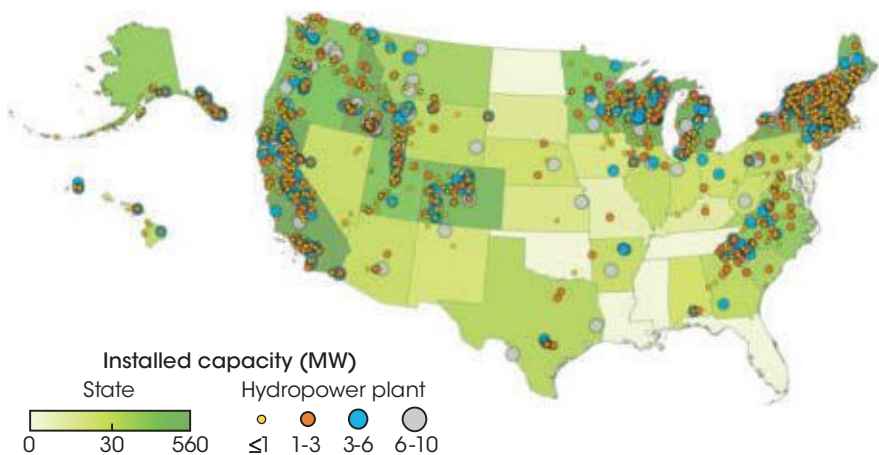 Installed capacity (MW)
State Hydropower plant
0 30 560 ≤1 1-3 3-6 6-10